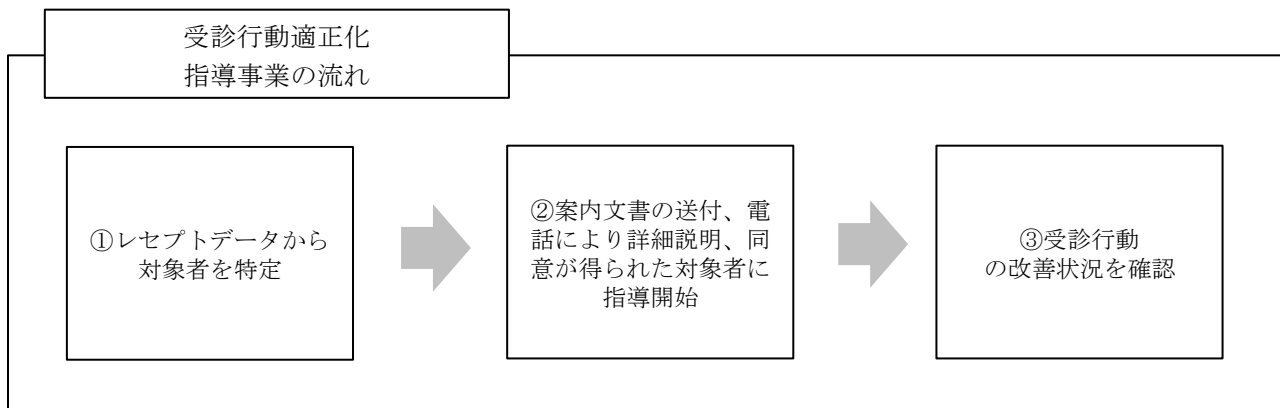 受診行動適正化
指導事業の流れ
①レセプトデータから
対象者を特定
②案内文書の送付、電
話により詳細説明、同
意が得られた対象者に
指導開始
③受診行動
の改善状況を確認